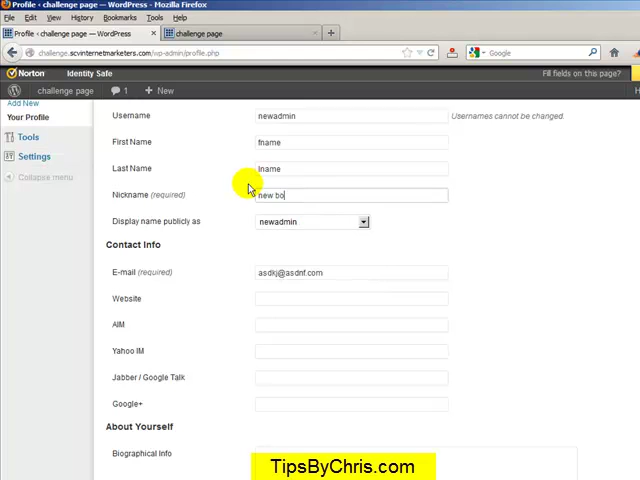 Profile ‹ challenge page — WordPress - Mozilla Firefox
File Edit View History Bookmarks Tools Help
Profile ‹ challenge page — WordPress × challenge page × +
challenge.scvinternetmarketers.com/wp-admin/profile.php Google
Norton Identity Safe Fill fields on this page?
challenge page 1 + New H
Add New
Your Profile
Tools
Settings
Collapse menu
Username newadmin Usernames cannot be changed.
First Name fname
Last Name lname
Nickname (required) new bo
Display name publicly as newadmin
Contact Info
E-mail (required) asdkj@asdnf.com
Website
AIM
Yahoo IM
Jabber / Google Talk
Google+
About Yourself
Biographical Info
TipsByChris.com